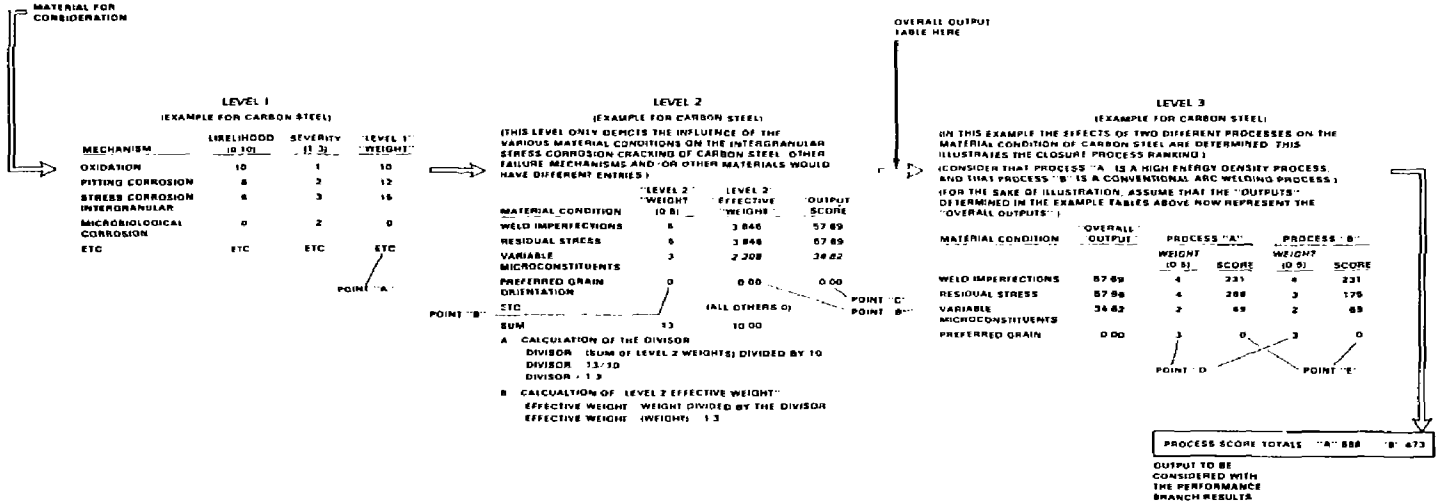 MATERIAL FOR
CONSIDERATION
OVERALL OUTPUT
TABLE HERE
LEVEL 1
(EXAMPLE FOR CARBON STEEL)
MECHANISM LIKELIHOOD (0 10) SEVERITY (1 3) "LEVEL 1" "WEIGHT"
OXIDATION 10 1 10
PITTING CORROSION 6 2 12
STRESS CORROSION 3
INTERGRANULAR
MICROBIOLOGICAL 0 2 0
CORROSION
ETC ETC ETC ETC
POINT "A"
LEVEL 2
(EXAMPLE FOR CARBON STEEL)
(THIS LEVEL ONLY DEPICTS THE INFLUENCE OF THE
VARIOUS MATERIAL CONDITIONS ON THE INTERGRANULAR
STRESS CORROSION CRACKING OF CARBON STEEL OTHER
FAILURE MECHANISMS AND OR OTHER MATERIALS WOULD
HAVE DIFFERENT ENTRIES)
MATERIAL CONDITION "LEVEL 2 "WEIGHT LEVEL 2 "EFFECTIVE "WEIGHT" "OUTPUT SCORE
WELD IMPERFECTIONS 3 846 57 69
RESIDUAL STRESS 3 846 57 69
VARIABLE 3 2 308 34 62
MICROCONSTITUENTS
PREFERRED GRAIN 0 0 00 0 00
ORIENTATION
POINT "C"
POINT "B"
ETC (ALL OTHERS 0)
POINT B"
SUM 13 10 00
A CALCULATION OF THE DIVISOR
DIVISOR (SUM OF LEVEL 2 WEIGHTS) DIVIDED BY 10
DIVISOR 13/10
DIVISOR 1 3
B CALCUALTION OF LEVEL 2 EFFECTIVE WEIGHT"
EFFECTIVE WEIGHT WEIGHT DIVIDED BY THE DIVISOR
EFFECTIVE WEIGHT (WEIGHT) 1 3
LEVEL 3
(EXAMPLE FOR CARBON STEEL)
(IN THIS EXAMPLE THE EFFECTS OF TWO DIFFERENT PROCESSES ON THE
MATERIAL CONDITION OF CARBON STEEL ARE DETERMINED THIS
ILLUSTRATES THE CLOSURE PROCESS RANKING)
(CONSIDER THAT PROCESS "A IS A HIGH ENERGY DENSITY PROCESS,
AND THAT PROCESS "B" IS A CONVENTIONAL ARC WELDING PROCESS)
(FOR THE SAKE OF ILLUSTRATION, ASSUME THAT THE "OUTPUTS"
DETERMINED IN THE EXAMPLE TABLES ABOVE NOW REPRESENT THE
"OVERALL OUTPUTS")
MATERIAL CONDITION "OVERALL OUTPUT" PROCESS "A" PROCESS "B"
WEIGHT SCORE WEIGHT SCORE
WELD IMPERFECTIONS 57 69 4 231 4 231
RESIDUAL STRESS 4 3
VARIABLE 34 62 2 69 2 69
MICROCONSTITUENTS
PREFERRED GRAIN 0 00 3 0 3 0
POINT "D POINT "E"
PROCESS SCORE TOTALS "A" "B" 473
OUTPUT TO BE
CONSIDERED WITH
THE PERFORMANCE
BRANCH RESULTS